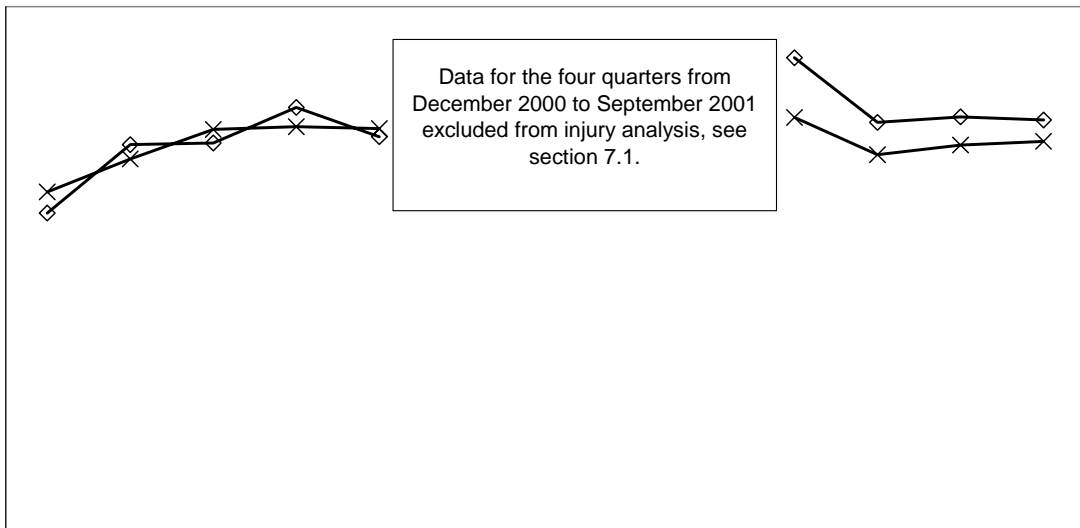 Data for the four quarters from
December 2000 to September 2001
excluded from injury analysis, see
section 7.1.